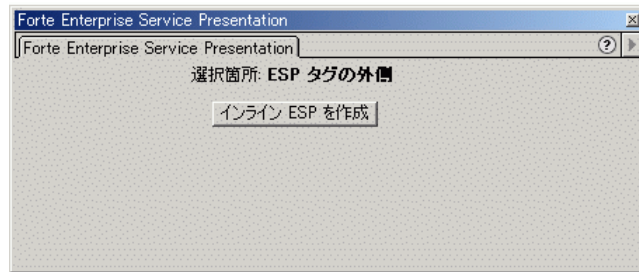 Forte Enterprise Service Presentation
Forte Enterprise Service Presentation
選択箇所: ESP タグの外側
インライン ESP を作成